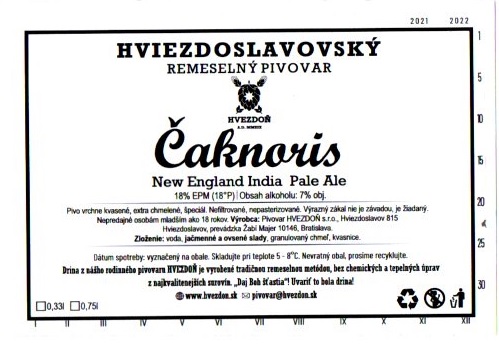 2021 2022
HVIEZDOSLAVOVSKÝ
REMESELNÝ PIVOVAR
HVEZDOŇ
A.D. MMXIX
Čaknoris
New England India Pale Ale
18% EPM (18°P) | Obsah alkoholu: 7% obj.
Pivo vrchne kvasené, extra chmelené, špeciál. Nefiltrované, nepasterizované. Výrazný zákal nie je závadou, je žiadaný.
Nepredajné osobám mladším ako 18 rokov. Výrobca: Pivovar HVEZDOŇ s.r.o., Hviezdoslavov 815
Hviezdoslavov, prevádzka Žabí Majer 10146, Bratislava.
Zloženie: voda, jačmenné a ovsené slady, granulovaný chmeľ, kvasnice.
Dátum spotreby: vyznačený na obale. Skladujte pri teplote 5 - 8°C. Nevratný obal, prosíme recyklujte.
Drina z nášho rodinného pivovaru HVEZDOŇ je vyrobené tradičnou remeselnou metódou, bez chemických a tepelných úprav
z najkvalitenejších surovín. „Daj Boh šťastia"! Uvariť to bola drina!
www.hvezdon.sk pivovar@hvezdon.sk
0,33l 0,75l
1
5
10
15
20
25
30
I II III IV V VI VII VIII IX X XI XII